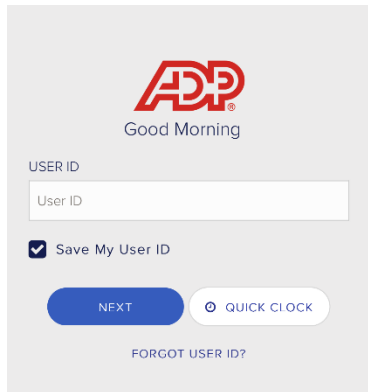 ADP®
Good Morning
USER ID
User ID
Save My User ID
NEXT
QUICK CLOCK
FORGOT USER ID?